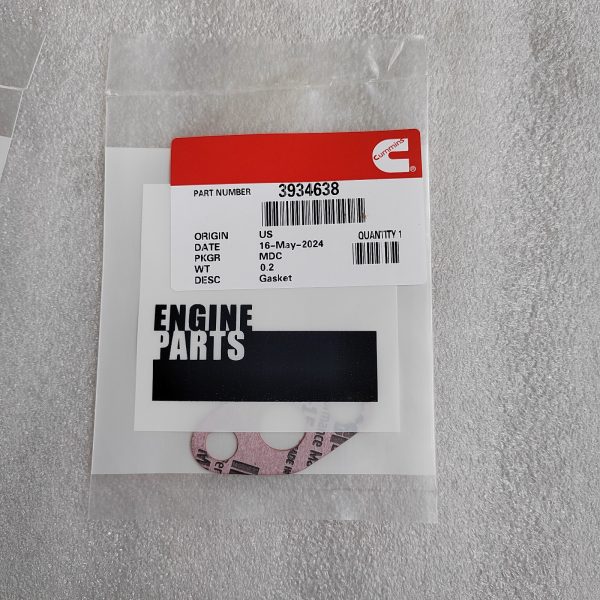 Cummins
PART NUMBER 3934638
ORIGIN US
DATE 16-May-2024 QUANTITY 1
PKGR MDC
WT 0.2
DESC Gasket
ENGINE
PARTS